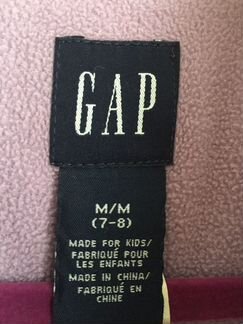 GAP
M/M
(7-8)
MADE FOR KIDS/
FABRIQUÉ POUR
LES ENFANTS
MADE IN CHINA/
FABRIQUÉ EN
CHINE